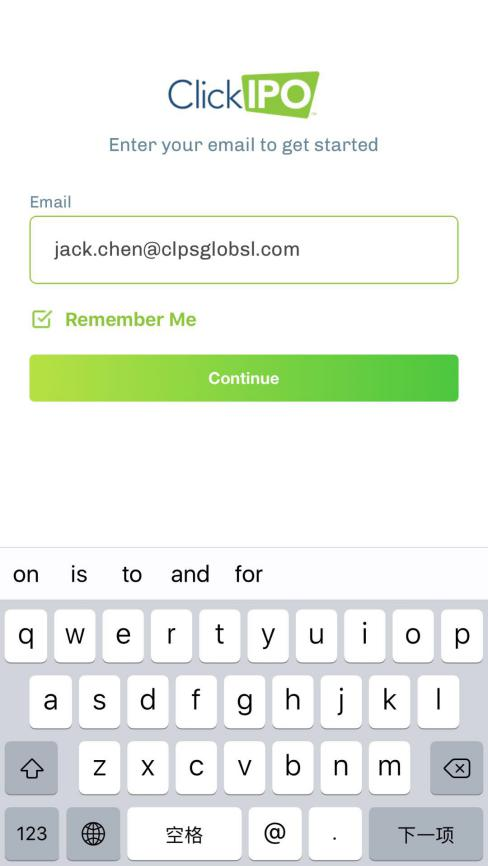 ClickIPO
Enter your email to get started
Email
jack.chen@clpsglobsl.com
Remember Me
Continue
on is to and for
q w e r t y u i o p
a s d f g h j k l
z x c v b n m
123 空格 @ . 下一项